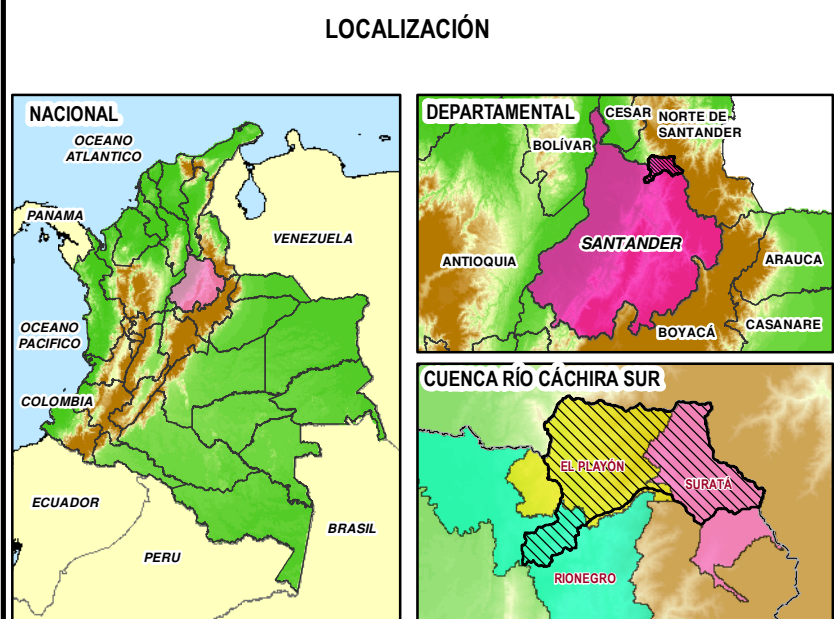 LOCALIZACIÓN
NACIONAL
OCEANO
ATLANTICO
PANAMA
VENEZUELA
OCEANO
PACIFICO
COLOMBIA
ECUADOR
PERU
BRASIL
DEPARTAMENTAL
CESAR
NORTE DE
SANTANDER
BOLÍVAR
SANTANDER
ANTIOQUIA
ARAUCA
BOYACÁ
CASANARE
CUENCA RÍO CÁCHIRA SUR
EL PLAYÓN
SURATÁ
RIONEGRO